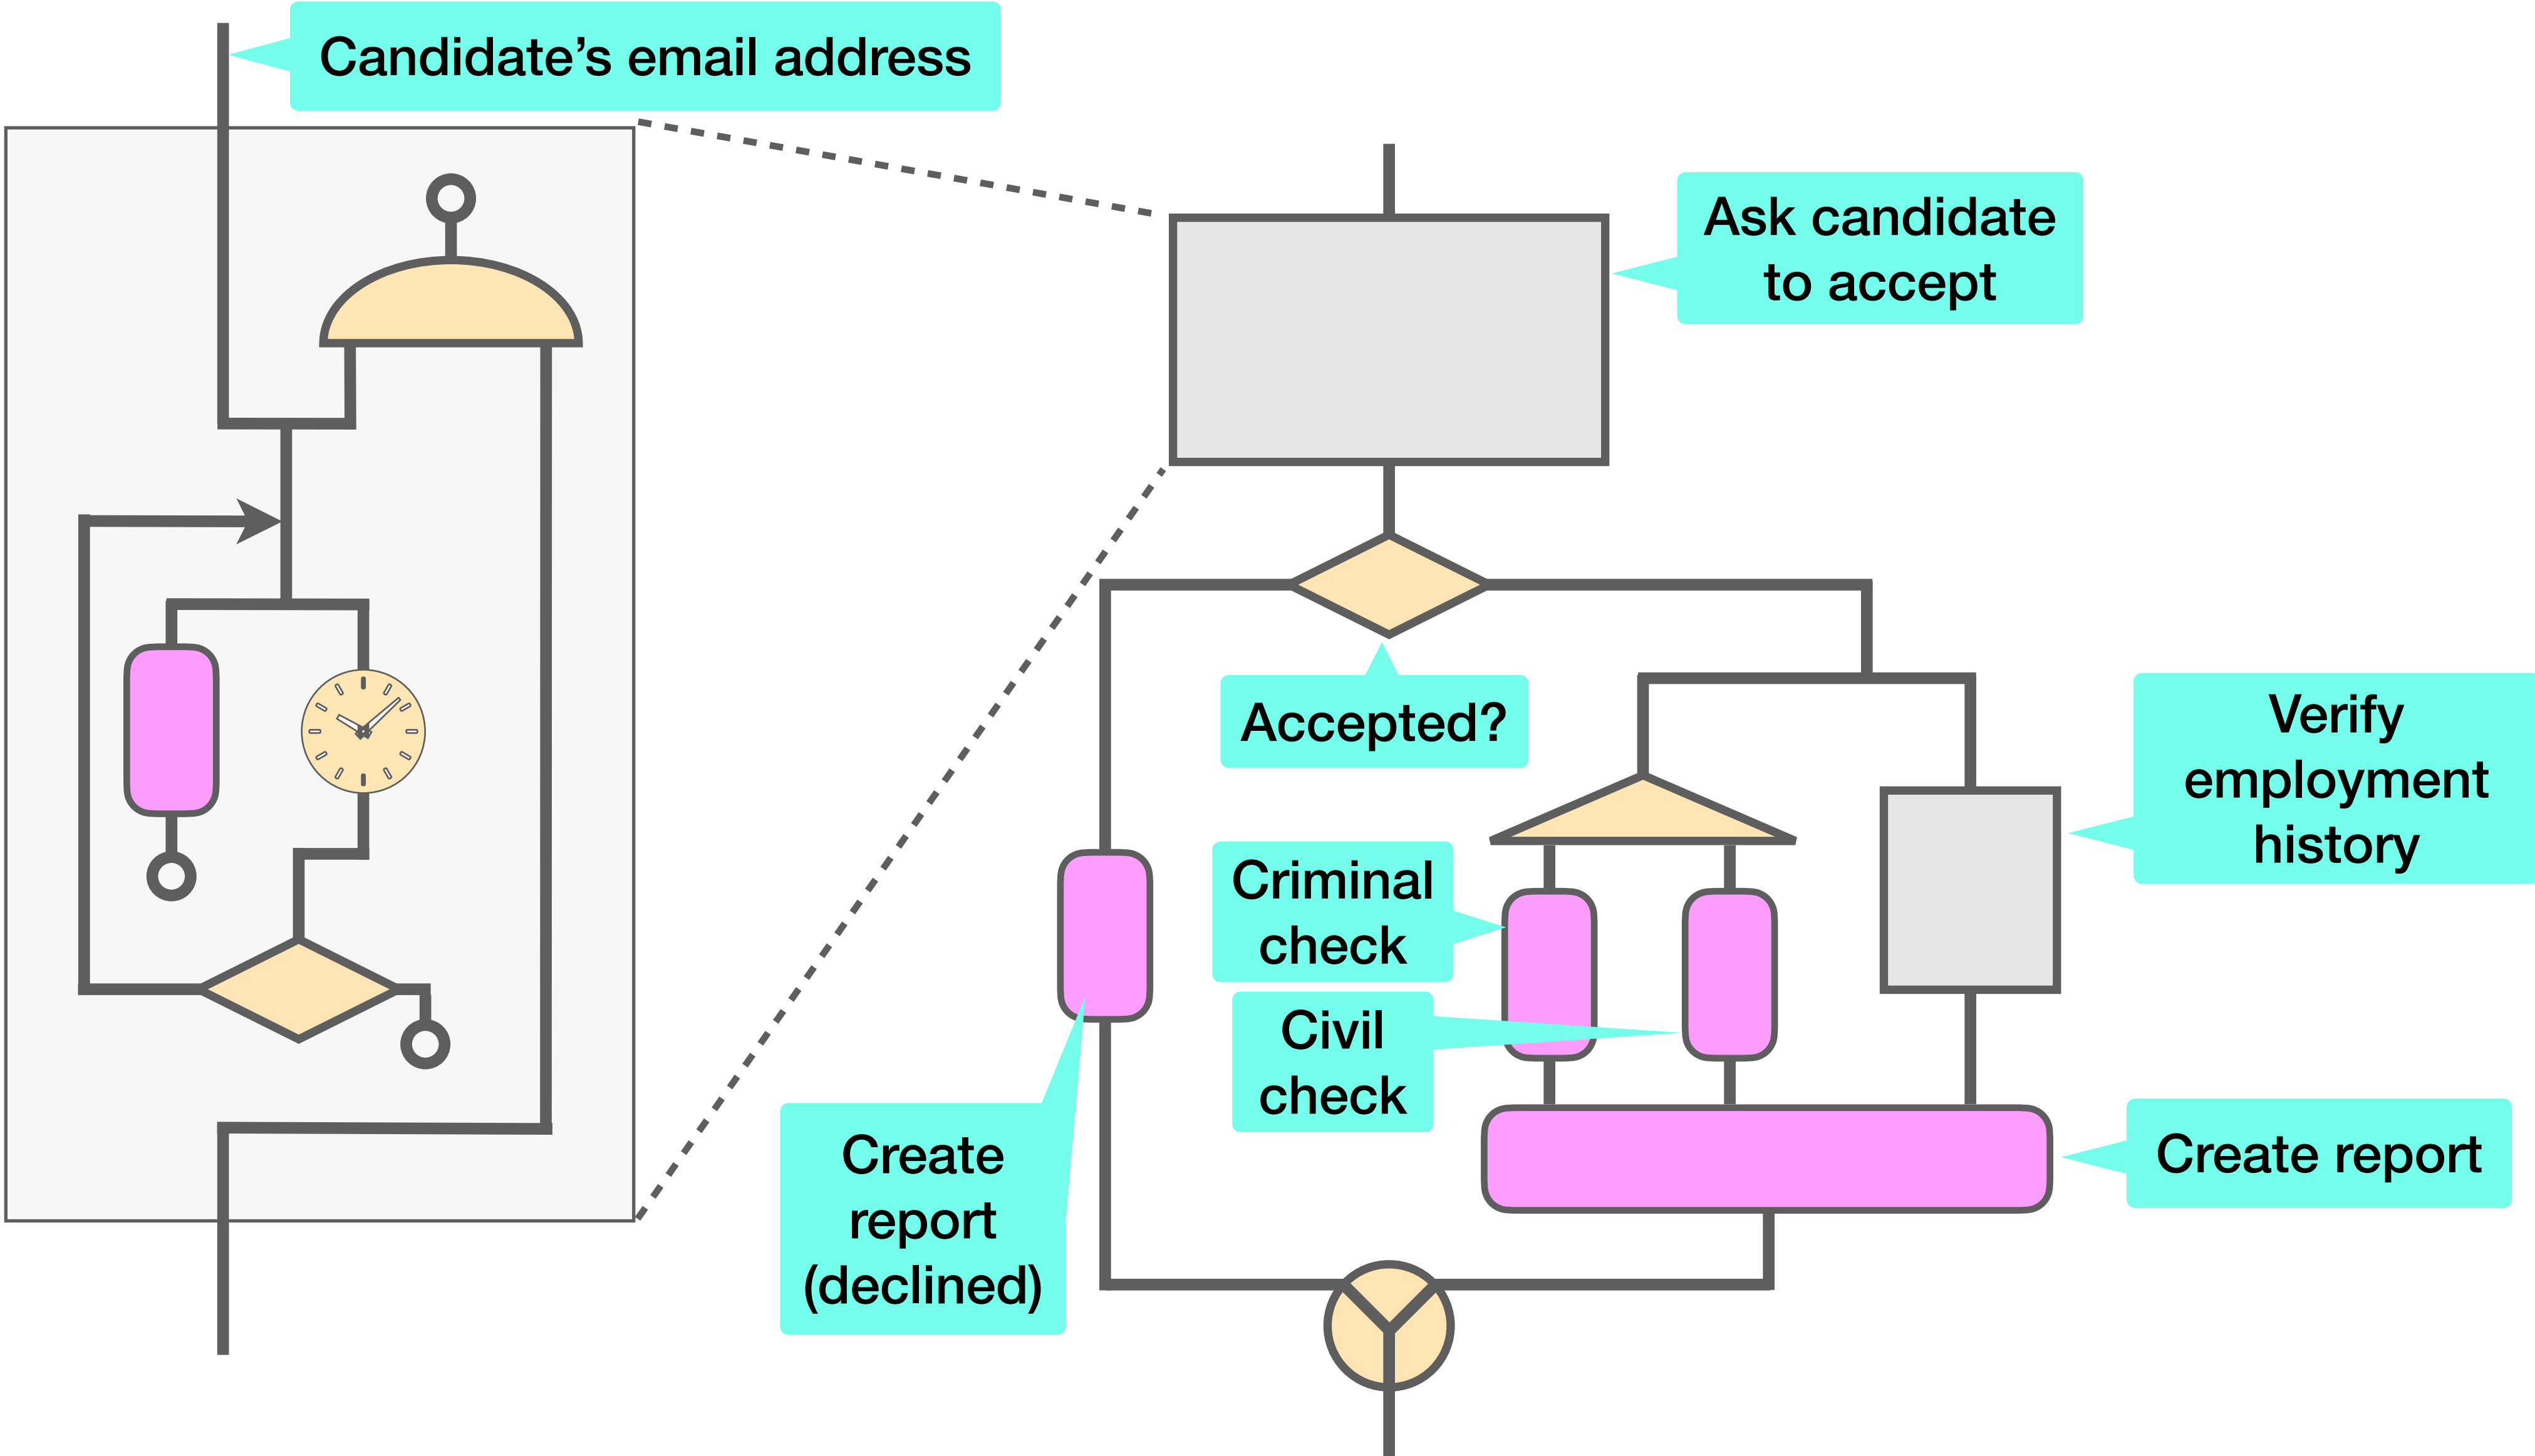 Candidate’s email address
Ask candidate
to accept
Accepted?
Verify
employment
history
Criminal
check
Civil
check
Create
report
(declined)
Create report